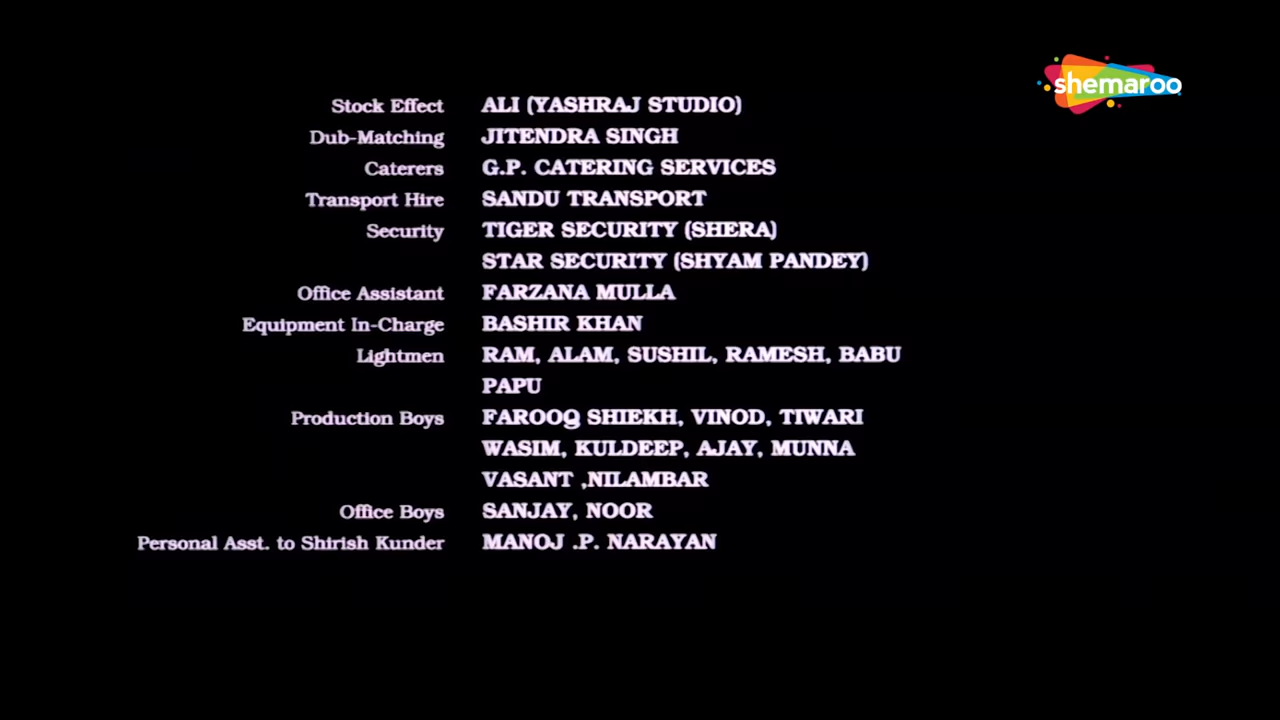 shemaroo
Stock Effect ALI (YASHRAJ STUDIO)
Dub-Matching JITENDRA SINGH
Caterers G.P. CATERING SERVICES
Transport Hire SANDU TRANSPORT
Security TIGER SECURITY (SHERA)
STAR SECURITY (SHYAM PANDEY)
Office Assistant FARZANA MULLA
Equipment In-Charge BASHIR KHAN
Lightmen RAM, ALAM, SUSHIL, RAMESH, BABU
PAPU
Production Boys FAROOQ SHIEKH, VINOD, TIWARI
WASIM, KULDEEP, AJAY, MUNNA
VASANT ,NILAMBAR
Office Boys SANJAY, NOOR
Personal Asst. to Shirish Kunder MANOJ .P. NARAYAN